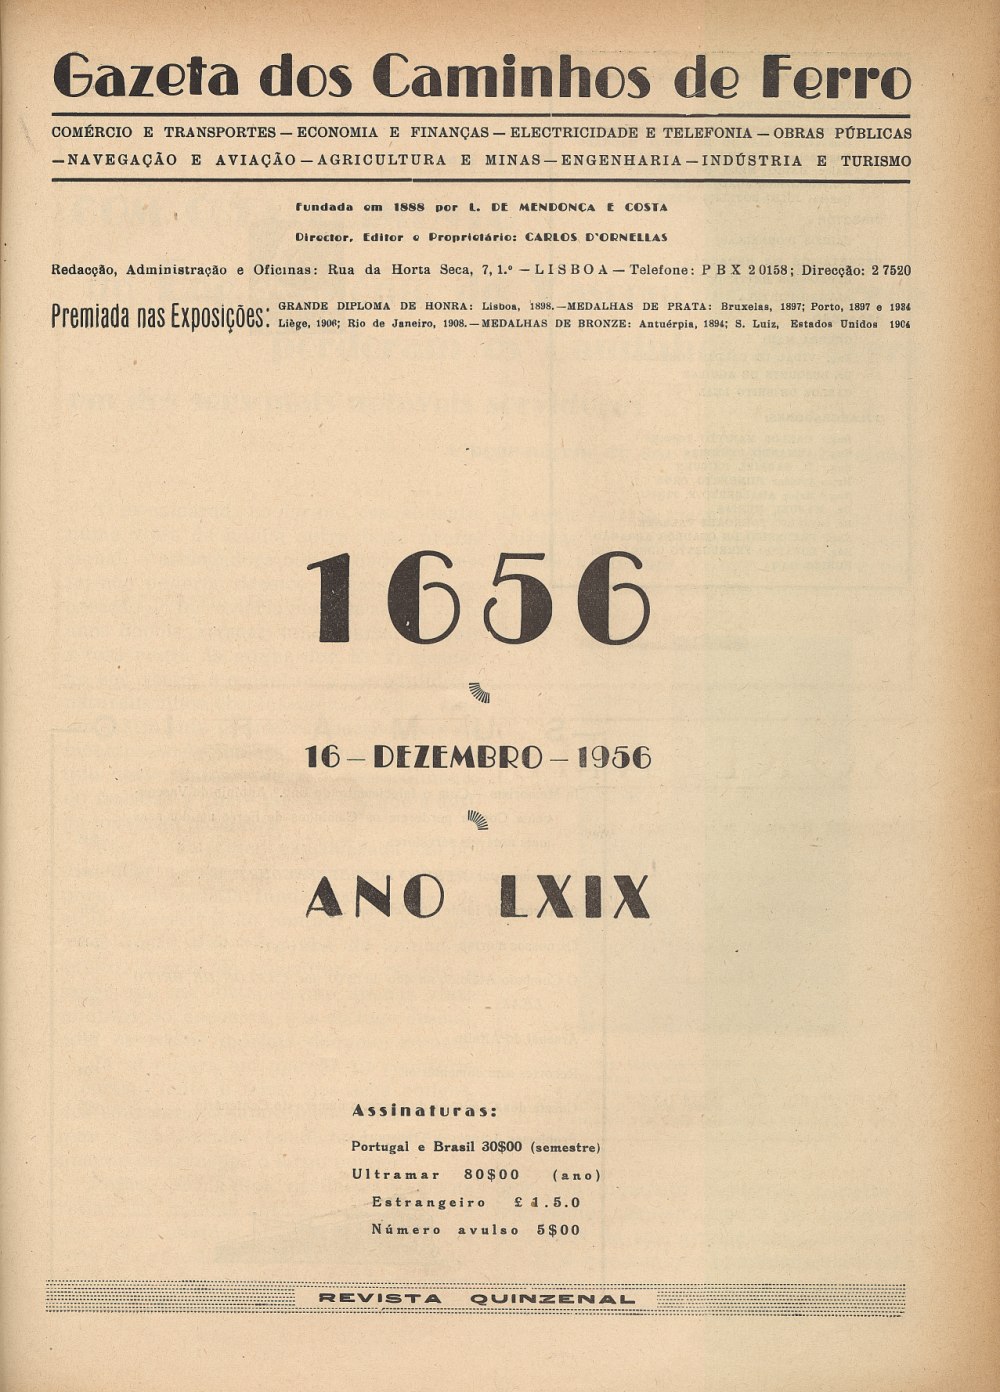 Gazeta dos Caminhos de Ferro
COMÉRCIO E TRANSPORTES — ECONOMIA E FINANÇAS — ELECTRICIDADE E TELEFONIA — OBRAS PÚBLICAS
— NAVEGAÇÃO E AVIAÇÃO — AGRICULTURA E MINAS — ENGENHARIA — INDÚSTRIA E TURISMO
Fundada em 1888 por L. DE MENDONÇA E COSTA
Director, Editor e Proprietário: CARLOS D'ORNELLAS
Redacção, Administração e Oficinas: Rua da Horta Seca, 7, 1.º — LISBOA — Telefone: PBX 20158; Direcção: 27520
Premiada nas Exposições:
GRANDE DIPLOMA DE HONRA: Lisboa, 1898. — MEDALHAS DE PRATA: Bruxelas, 1897; Porto, 1897 e 1934
Liège, 1906; Rio de Janeiro, 1908. — MEDALHAS DE BRONZE: Antuérpia, 1894; S. Luiz, Estados Unidos 1904
1656
16 — DEZEMBRO — 1956
ANO LXIX
Assinaturas:
Portugal e Brasil 30$00 (semestre)
Ultramar 80$00 (ano)
Estrangeiro £ 1.5.0
Número avulso 5$00
REVISTA QUINZENAL